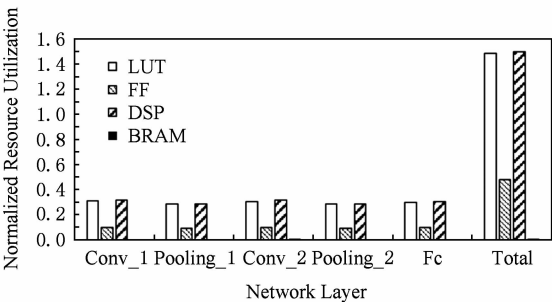 Normalized Resource Utilization
1.6
1.4
1.2
1.0
0.8
0.6
0.4
0.2
0.0
LUT
FF
DSP
BRAM
Conv_1 Pooling_1 Conv_2 Pooling_2 Fc Total
Network Layer